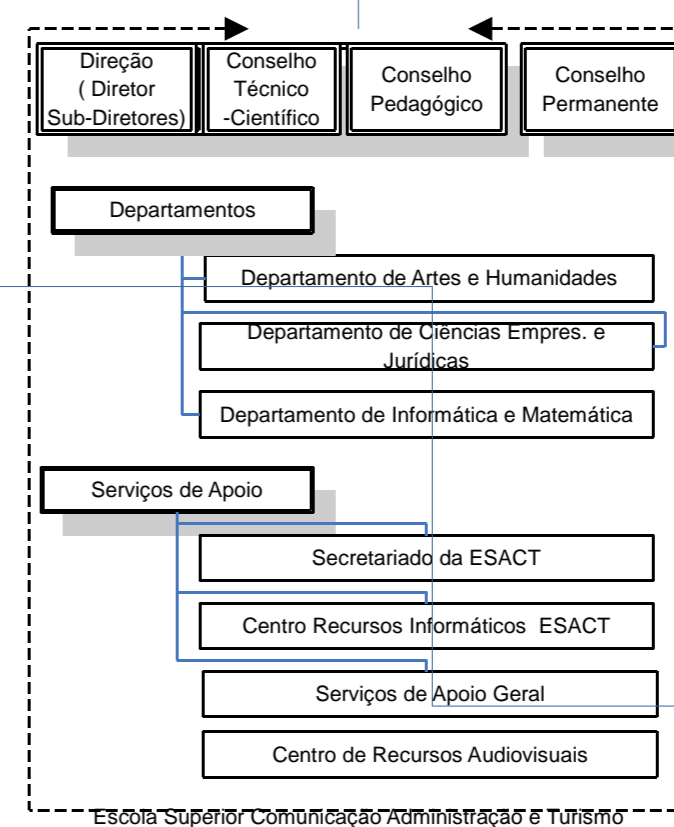 Direção
( Diretor
Sub-Diretores)
Conselho
Técnico
-Científico
Conselho
Pedagógico
Conselho
Permanente
Departamentos
Departamento de Artes e Humanidades
Departamento de Ciências Empres. e
Jurídicas
Departamento de Informática e Matemática
Serviços de Apoio
Secretariado da ESACT
Centro Recursos Informáticos ESACT
Serviços de Apoio Geral
Centro de Recursos Audiovisuais
Escola Superior Comunicação Administração e Turismo